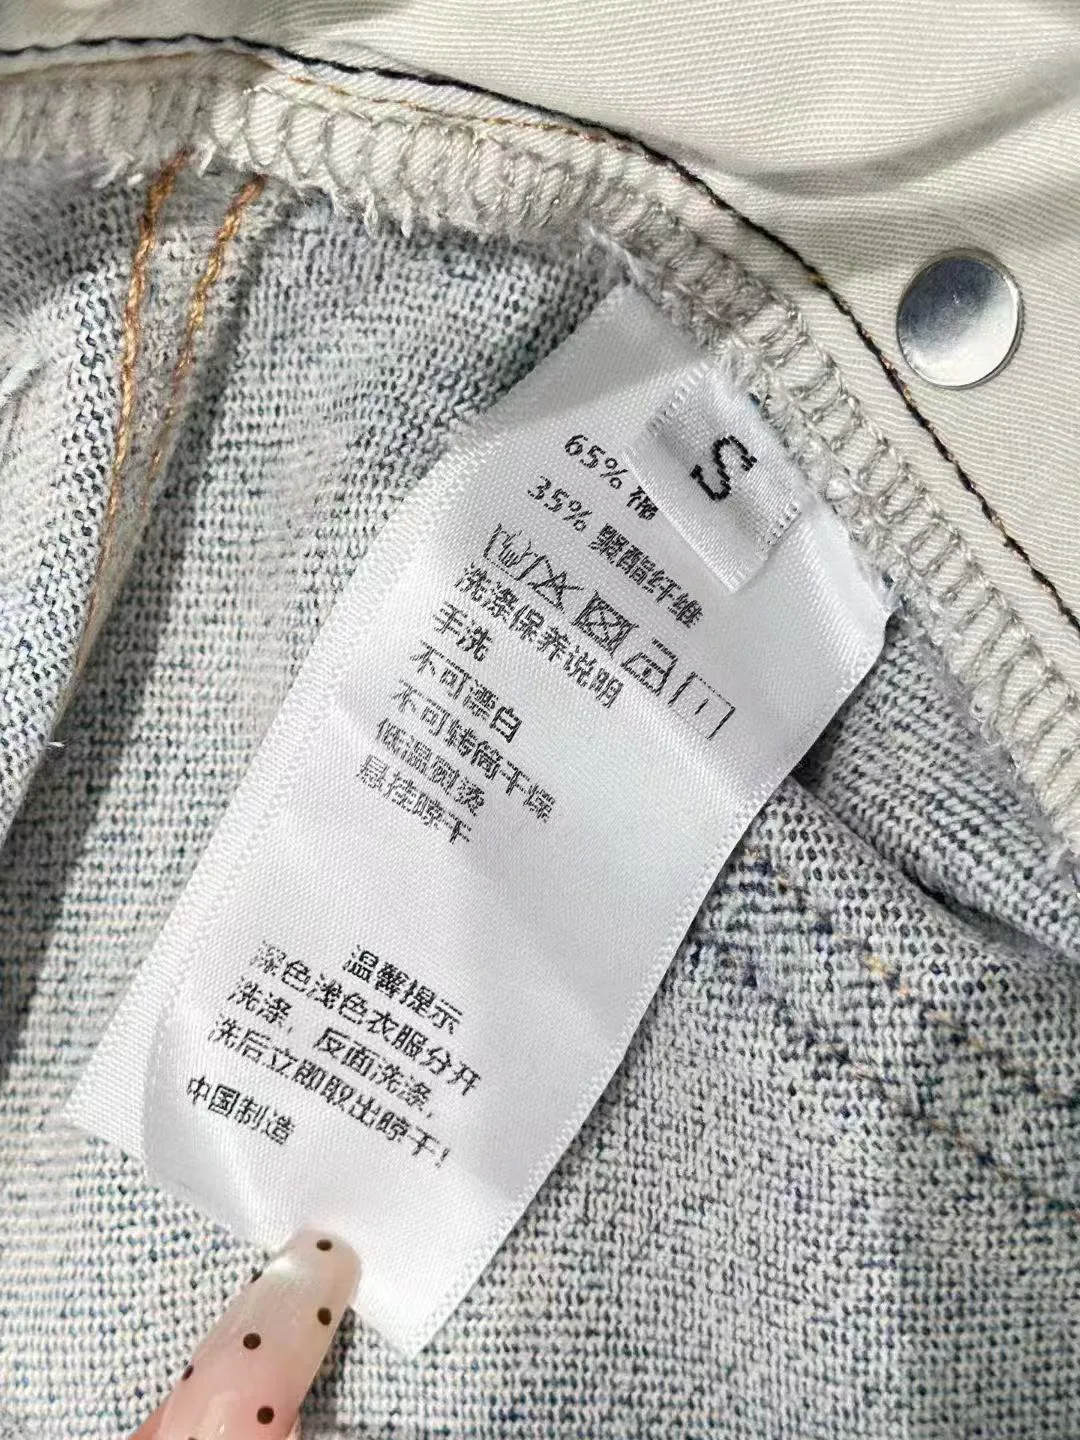 S
65% 棉
35% 聚酯纤维
洗涤保养说明
手洗
不可漂白
不可转筒干燥
低温熨烫
悬挂晾干
温馨提示
深色浅色衣服分开
洗涤，反面洗涤，
洗后立即取出晾干!
中国制造